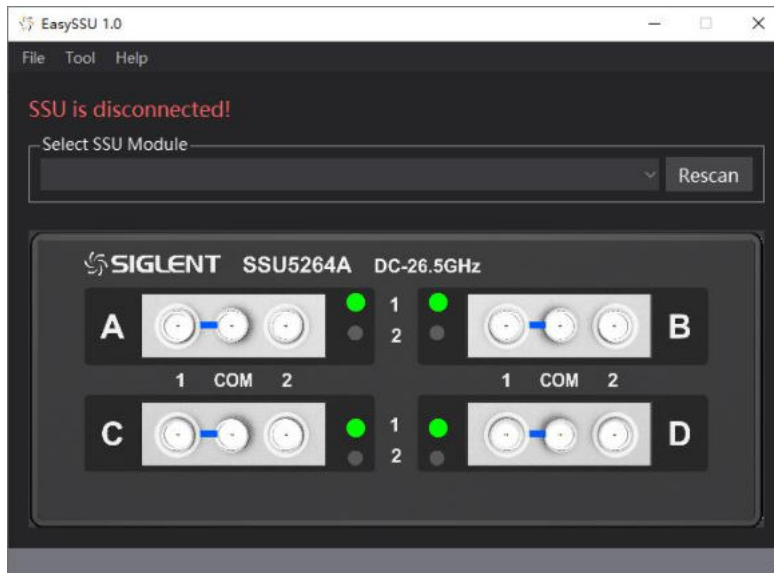 EasySSU 1.0
File Tool Help
SSU is disconnected!
Select SSU Module
Rescan
SIGLENT SSU5264A DC-26.5GHz
A 1 B
2
1 COM 2 1 COM 2
C 1 D
2